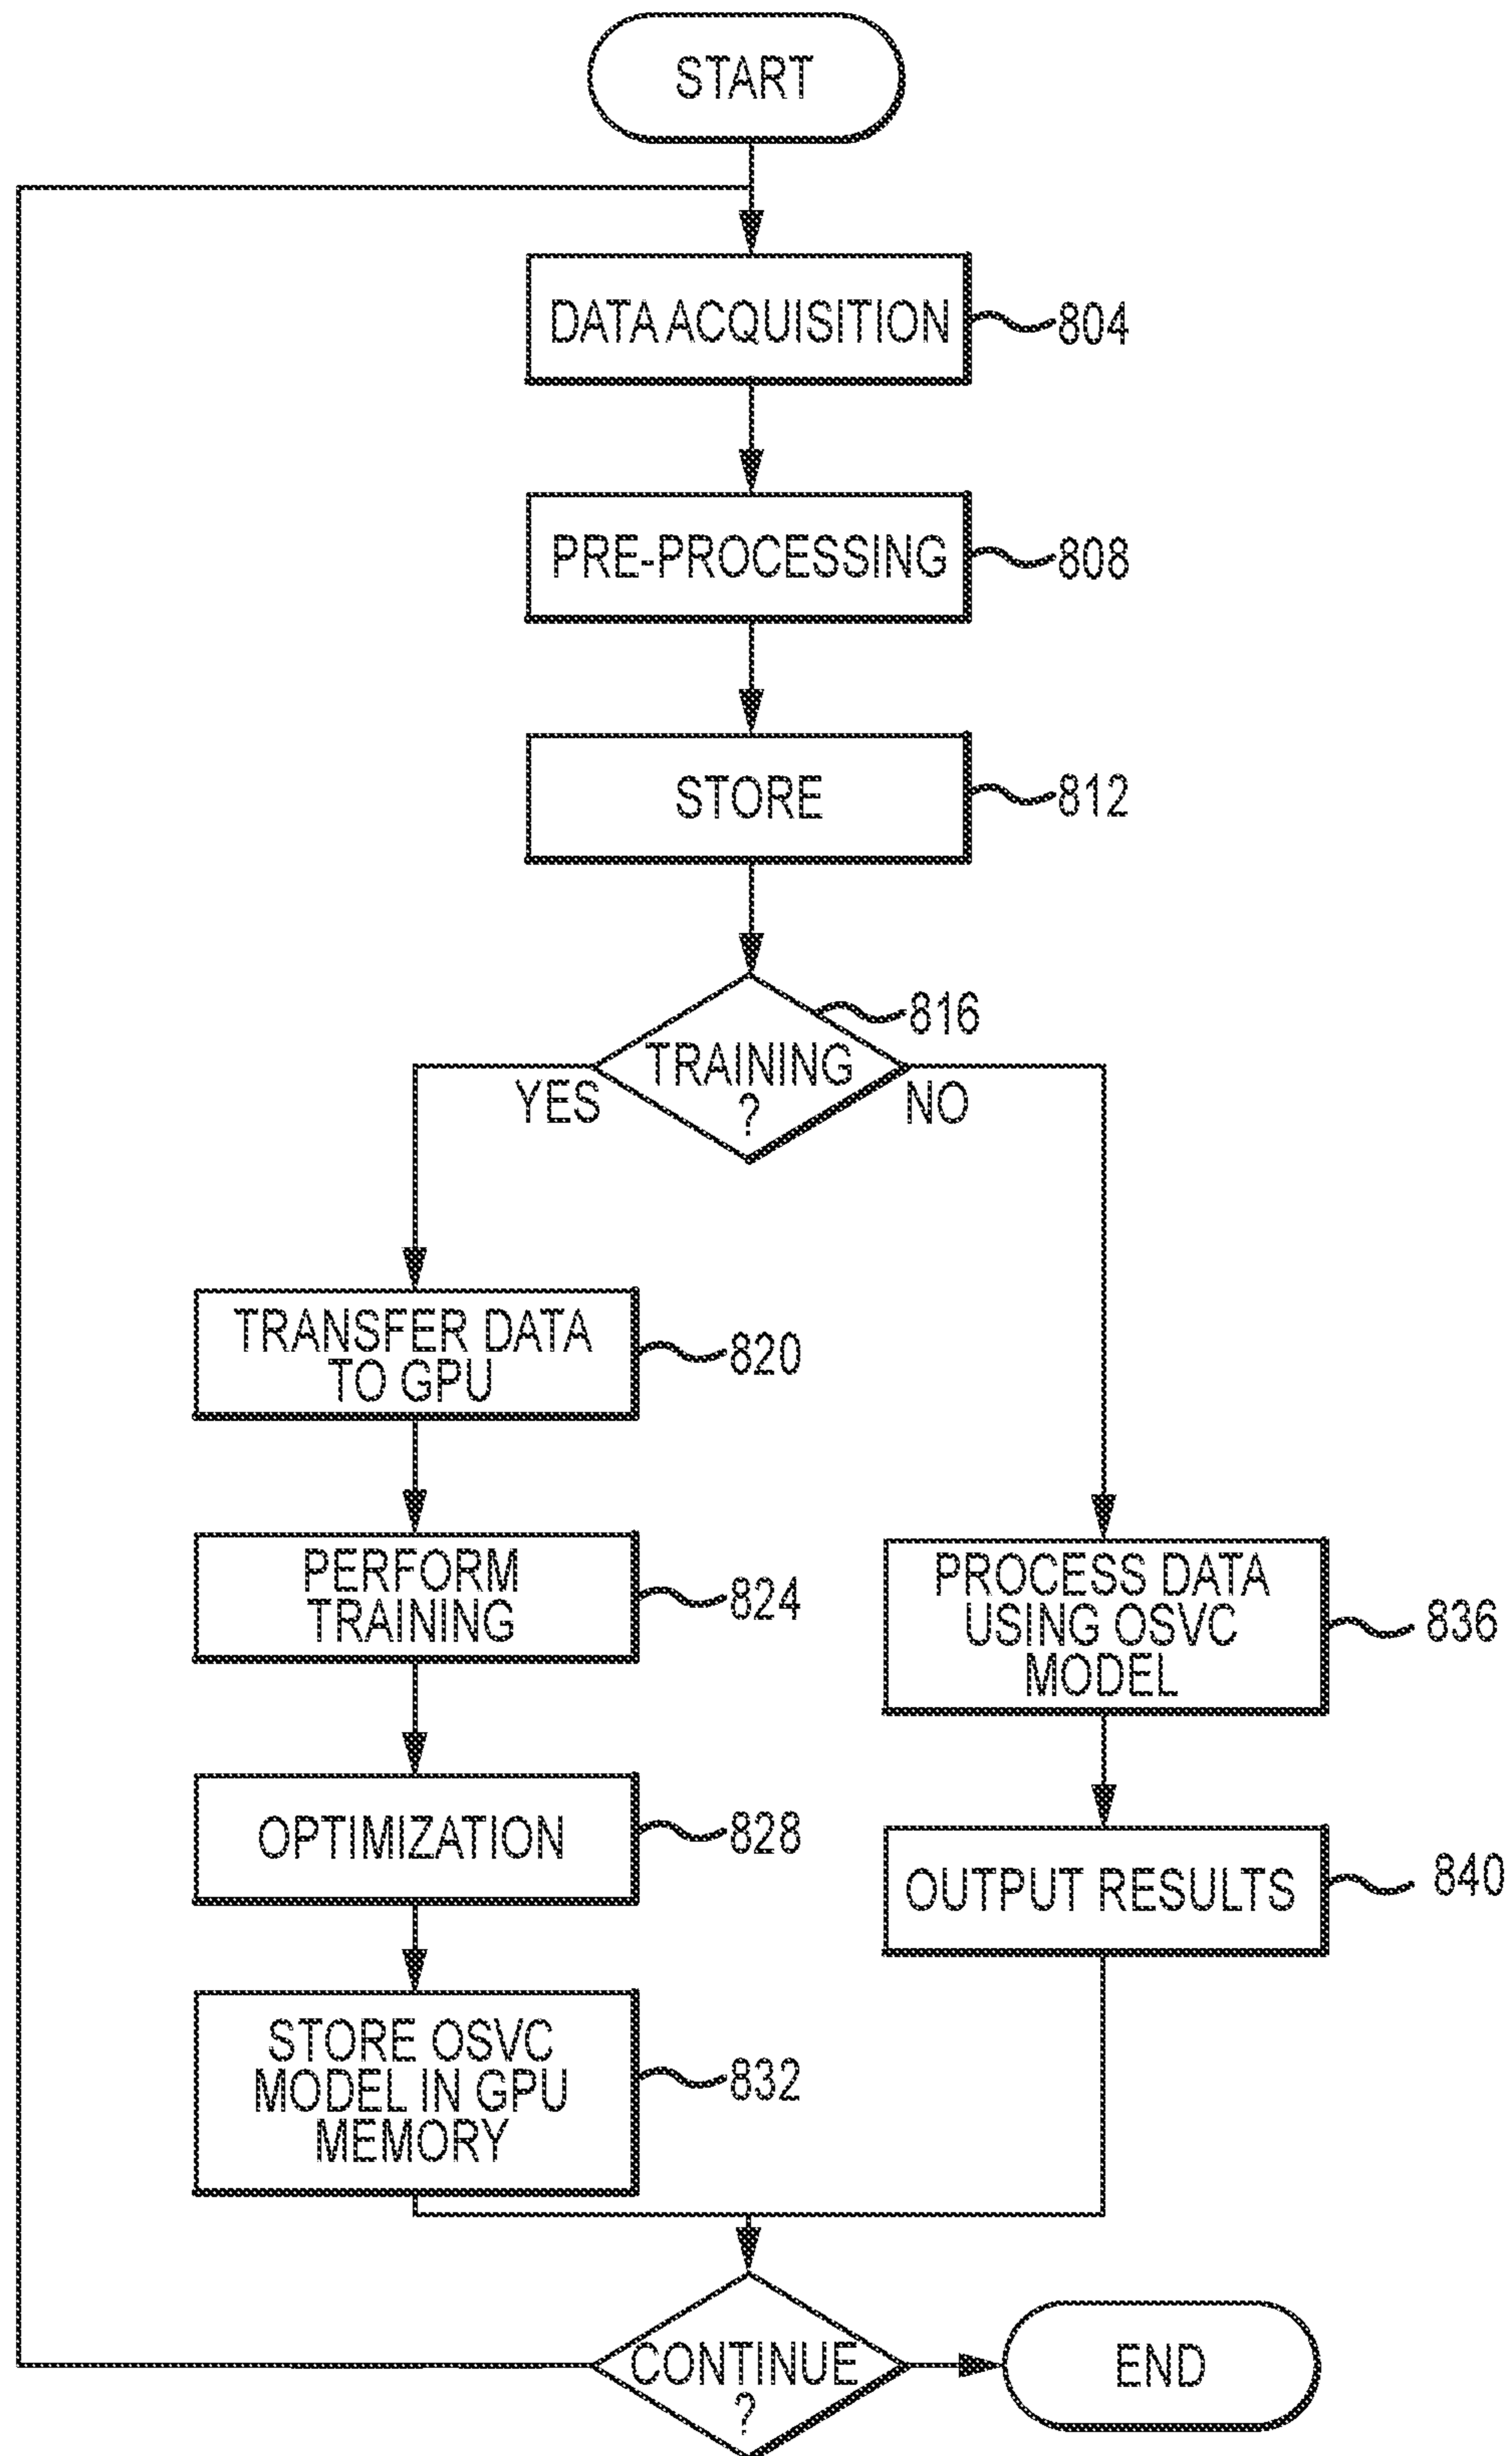 START
DATA ACQUISITION
804
PRE-PROCESSING
808
STORE
812
816
TRAINING
?
YES
NO
TRANSFER DATA
TO GPU
820
PERFORM
TRAINING
824
PROCESS DATA
USING OSVC
MODEL
836
OPTIMIZATION
828
OUTPUT RESULTS
840
STORE OSVC
MODEL IN GPU
MEMORY
832
CONTINUE
?
END